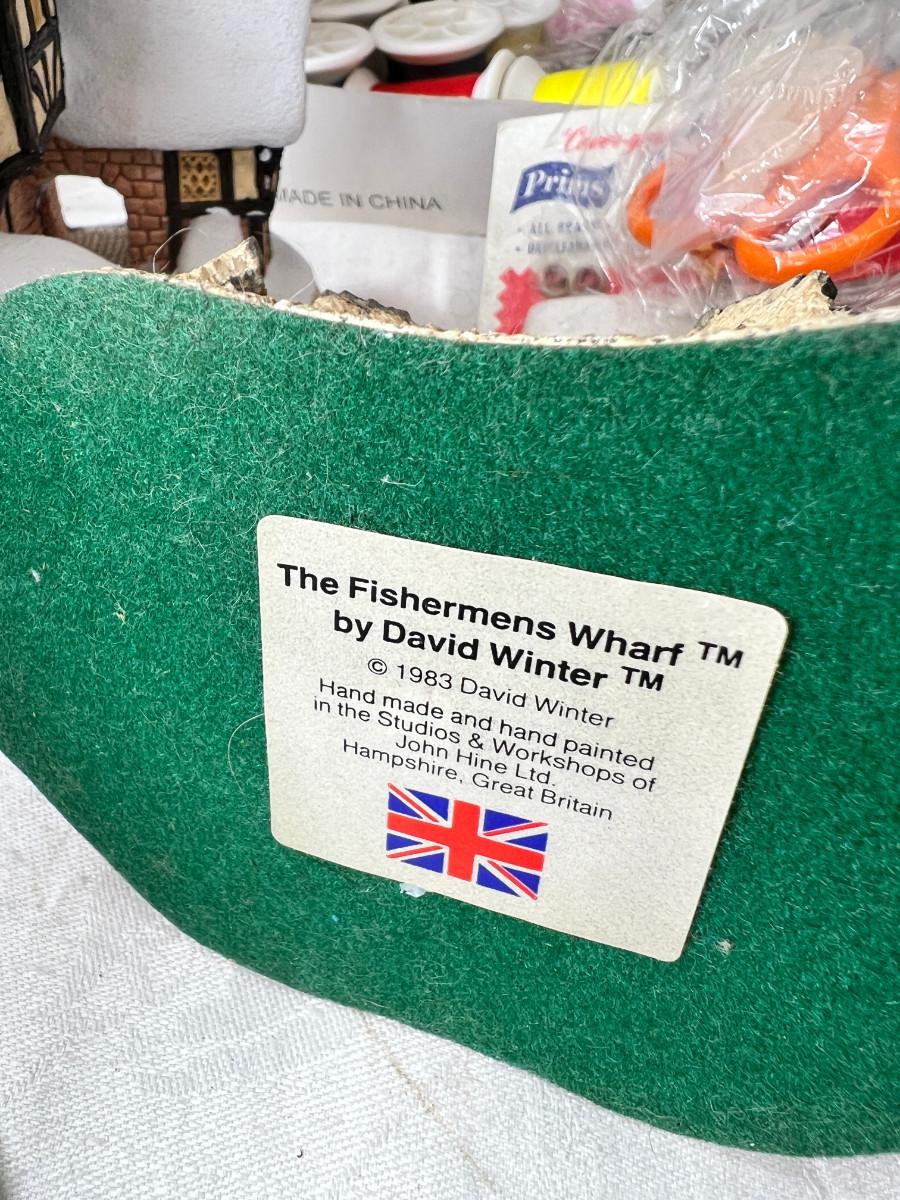 MADE IN CHINA
Prims
The Fishermens Wharf ™
by David Winter ™
© 1983 David Winter
Hand made and hand painted
in the Studios & Workshops of
John Hine Ltd.
Hampshire, Great Britain